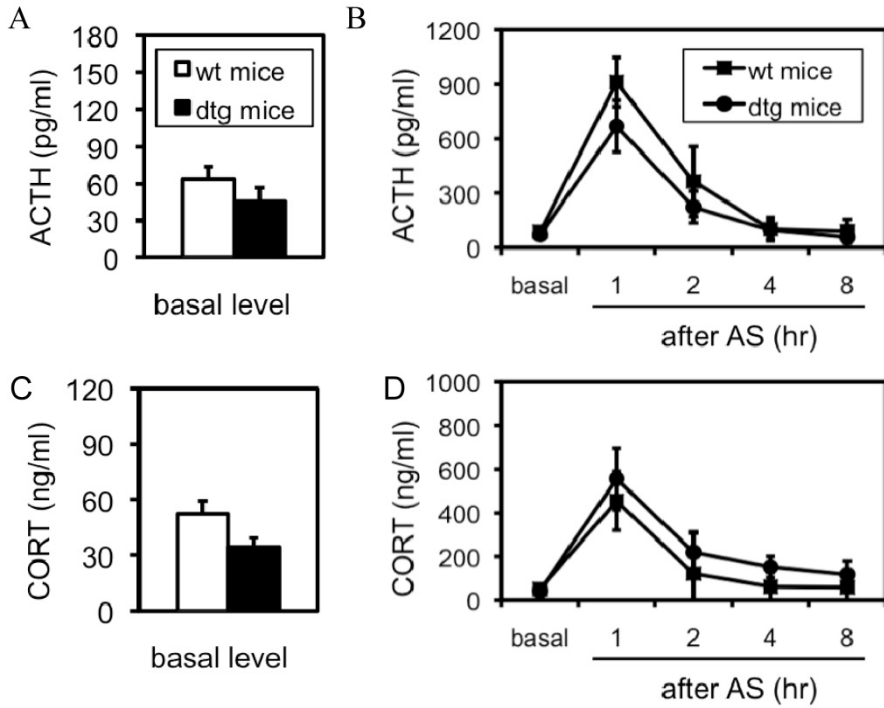 A
ACTH (pg/ml)
180
150
120
90
60
30
0
wt mice
dtg mice
basal level
B
ACTH (pg/ml)
1200
900
600
300
0
wt mice
dtg mice
basal 1 2 4 8
after AS (hr)
C
CORT (ng/ml)
120
90
60
30
0
basal level
D
CORT (ng/ml)
1000
800
600
400
200
0
basal 1 2 4 8
after AS (hr)